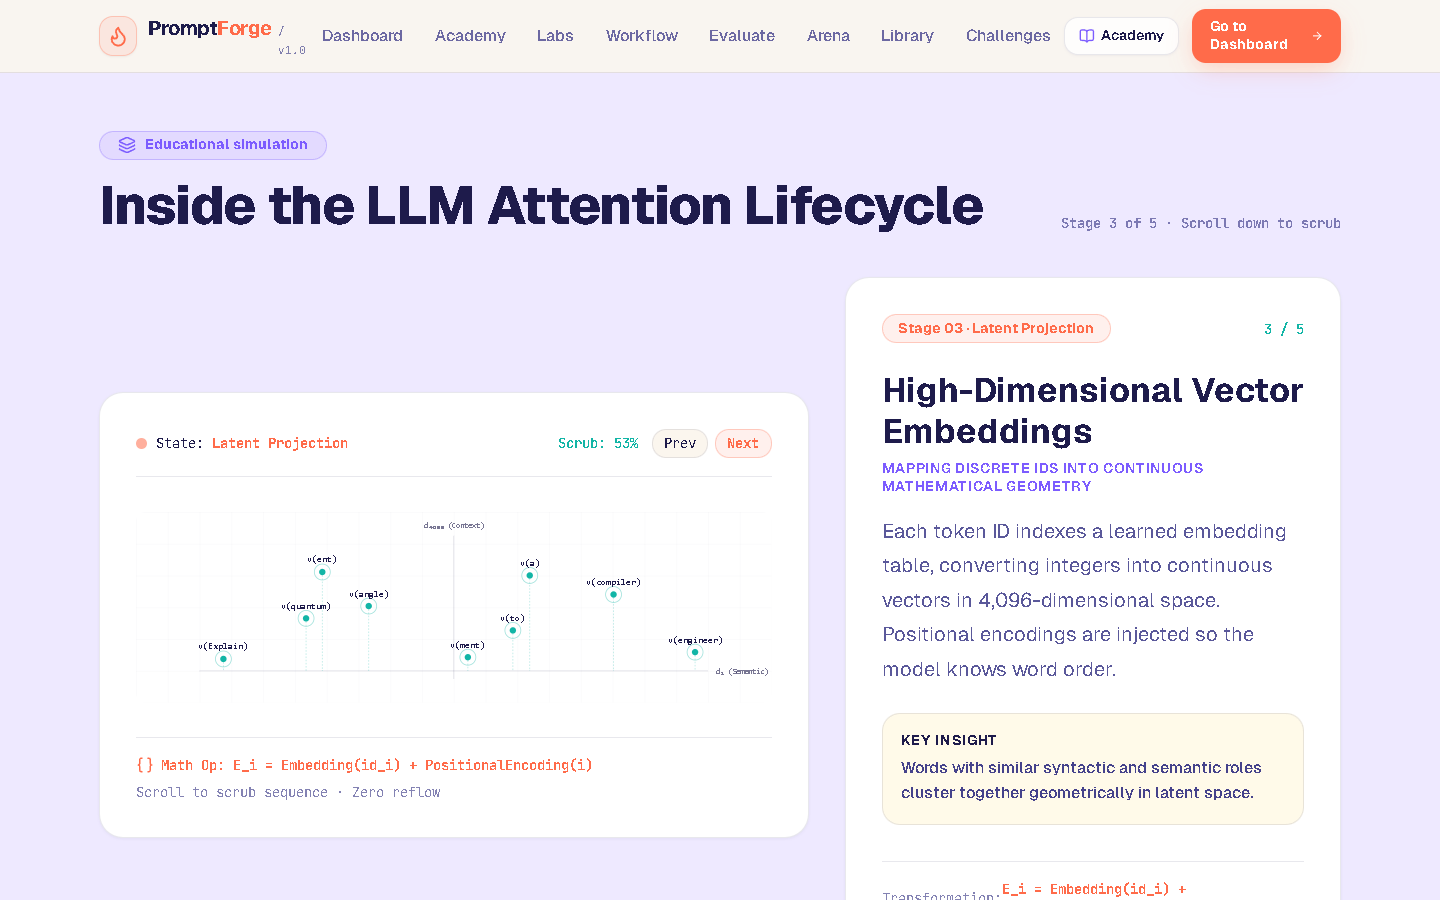 PromptForge / v1.0
Dashboard
Academy
Labs
Workflow
Evaluate
Arena
Library
Challenges
Academy
Go to
Dashboard →
Educational simulation
Inside the LLM Attention Lifecycle
Stage 3 of 5 · Scroll down to scrub
State: Latent Projection
Scrub: 53%
Prev
Next
d₄₀₉₆ (Context)
v(ent)
v(a)
v(compiler)
v(angle)
v(quantum)
v(to)
v(engineer)
v(Explain)
v(ment)
d₁ (Semantic)
{} Math Op: E_i = Embedding(id_i) + PositionalEncoding(i)
Scroll to scrub sequence · Zero reflow
Stage 03 · Latent Projection
3 / 5
High-Dimensional Vector
Embeddings
MAPPING DISCRETE IDS INTO CONTINUOUS
MATHEMATICAL GEOMETRY
Each token ID indexes a learned embedding
table, converting integers into continuous
vectors in 4,096-dimensional space.
Positional encodings are injected so the
model knows word order.
KEY INSIGHT
Words with similar syntactic and semantic roles
cluster together geometrically in latent space.
Transformation: E_i = Embedding(id_i) +